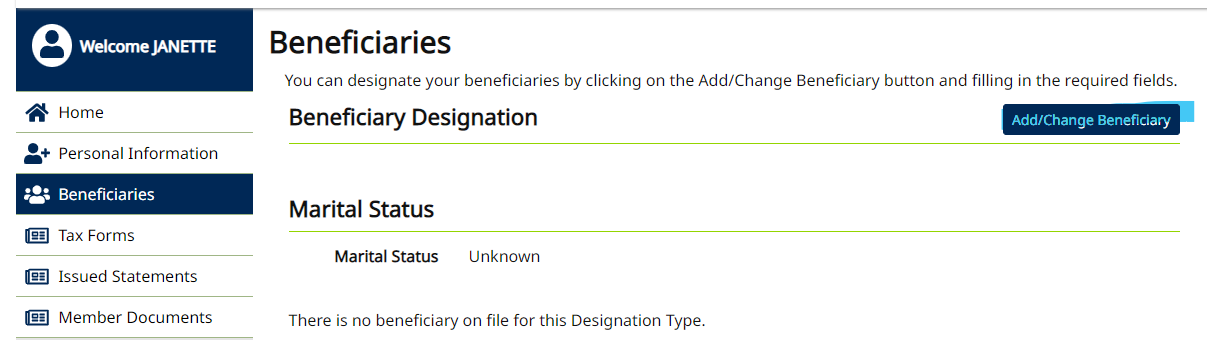 Welcome JANETTE
Home
Personal Information
Beneficiaries
Tax Forms
Issued Statements
Member Documents
Beneficiaries
You can designate your beneficiaries by clicking on the Add/Change Beneficiary button and filling in the required fields.
Beneficiary Designation
Add/Change Beneficiary
Marital Status
Marital Status Unknown
There is no beneficiary on file for this Designation Type.